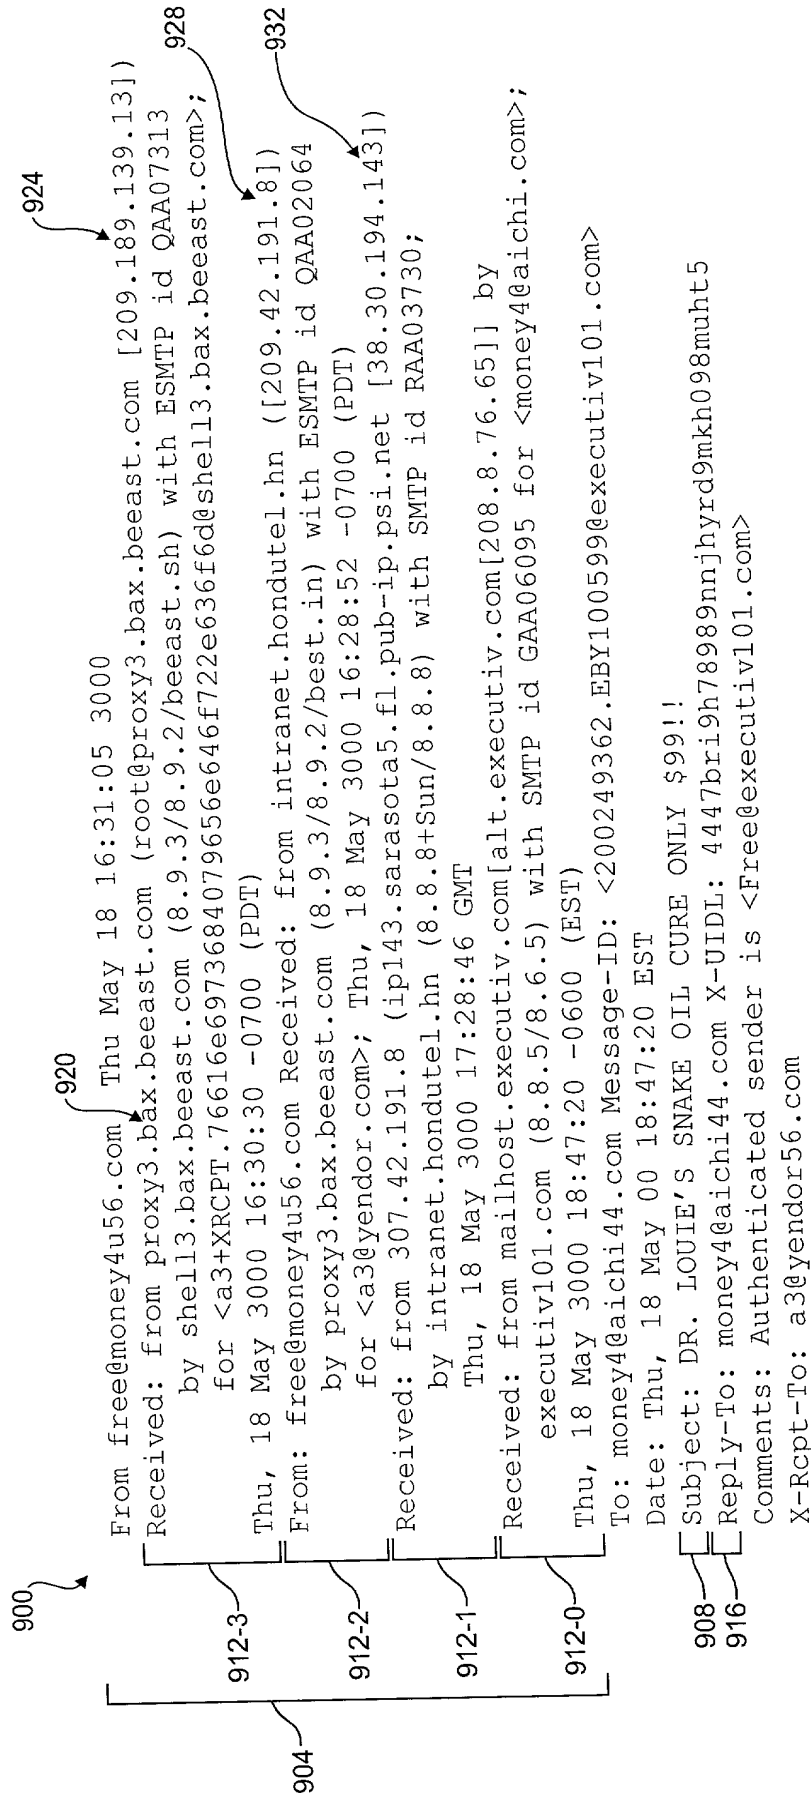 900
From free@money4u56.com Thu May 18 16:31:05 3000
920
924
Received: from proxy3.bax.beeast.com (root@proxy3.bax.beeast.com [209.189.139.13])
by shell3.bax.beeast.com (8.9.3/8.9.2/beeast.sh) with ESMTP id QAA07313
for <a3+XRCPT.76616e6973684079656e646f722e636f6d@shell3.bax.beeast.com>;
Thu, 18 May 3000 16:30:30 -0700 (PDT)
912-3
928
From: free@money4u56.com Received: from intranet.hondutel.hn ([209.42.191.8])
by proxy3.bax.beeast.com (8.9.3/8.9.2/best.in) with ESMTP id QAA02064
for <a3@yendor.com>; Thu, 18 May 3000 16:28:52 -0700 (PDT)
912-2
932
Received: from 307.42.191.8 (ip143.sarasota5.fl.pub-ip.psi.net [38.30.194.143])
by intranet.hondutel.hn (8.8.8+Sun/8.8.8) with SMTP id RAA03730;
Thu, 18 May 3000 17:28:46 GMT
912-1
Received: from mailhost.executiv.com[alt.executiv.com[208.8.76.65]] by
executiv101.com (8.8.5/8.6.5) with SMTP id GAA06095 for <money4@aichi.com>;
Thu, 18 May 3000 18:47:20 -0600 (EST)
912-0
904
To: money4@aichi44.com Message-ID: <200249362.EBY100599@executiv101.com>
Date: Thu, 18 May 00 18:47:20 EST
Subject: DR. LOUIE'S SNAKE OIL CURE ONLY $99!!
908
Reply-To: money4@aichi44.com X-UIDL: 4447bri9h78989nnjhyrd9mkh098muht5
916
Comments: Authenticated sender is <Free@executiv101.com>
X-Rcpt-To: a3@yendor56.com